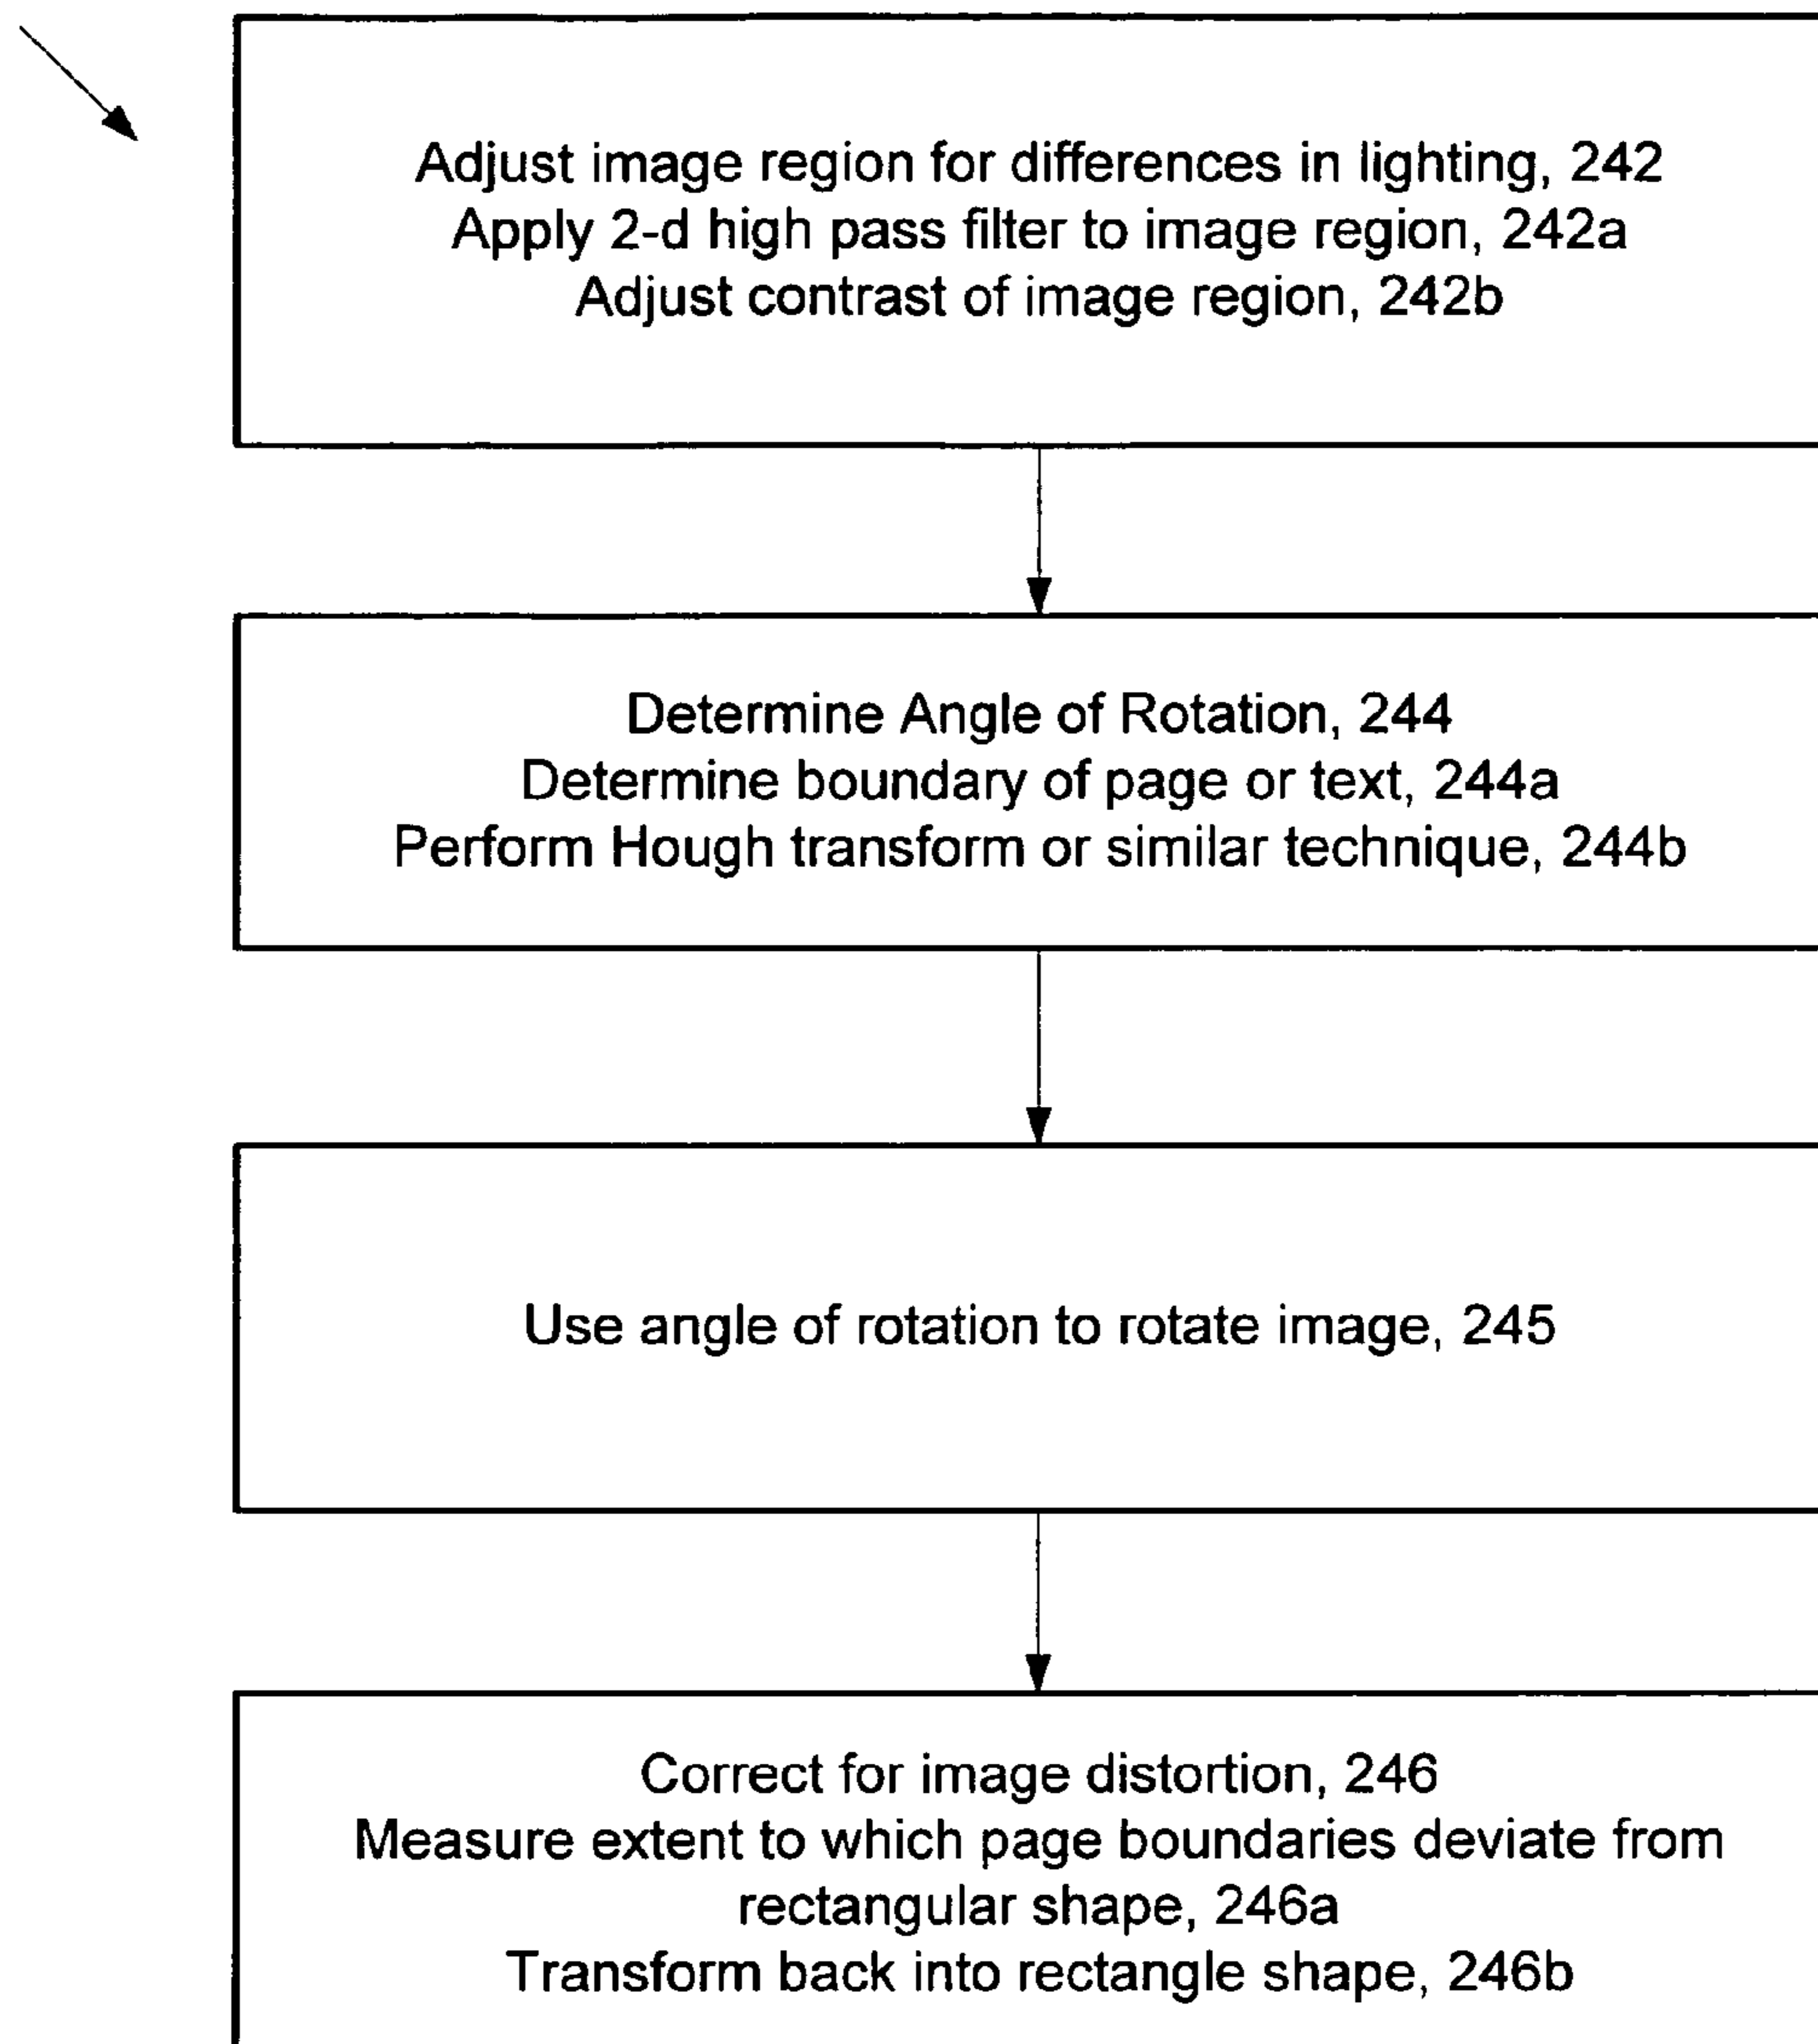 Adjust image region for differences in lighting, 242
Apply 2-d high pass filter to image region, 242a
Adjust contrast of image region, 242b
Determine Angle of Rotation, 244
Determine boundary of page or text, 244a
Perform Hough transform or similar technique, 244b
Use angle of rotation to rotate image, 245
Correct for image distortion, 246
Measure extent to which page boundaries deviate from
rectangular shape, 246a
Transform back into rectangle shape, 246b